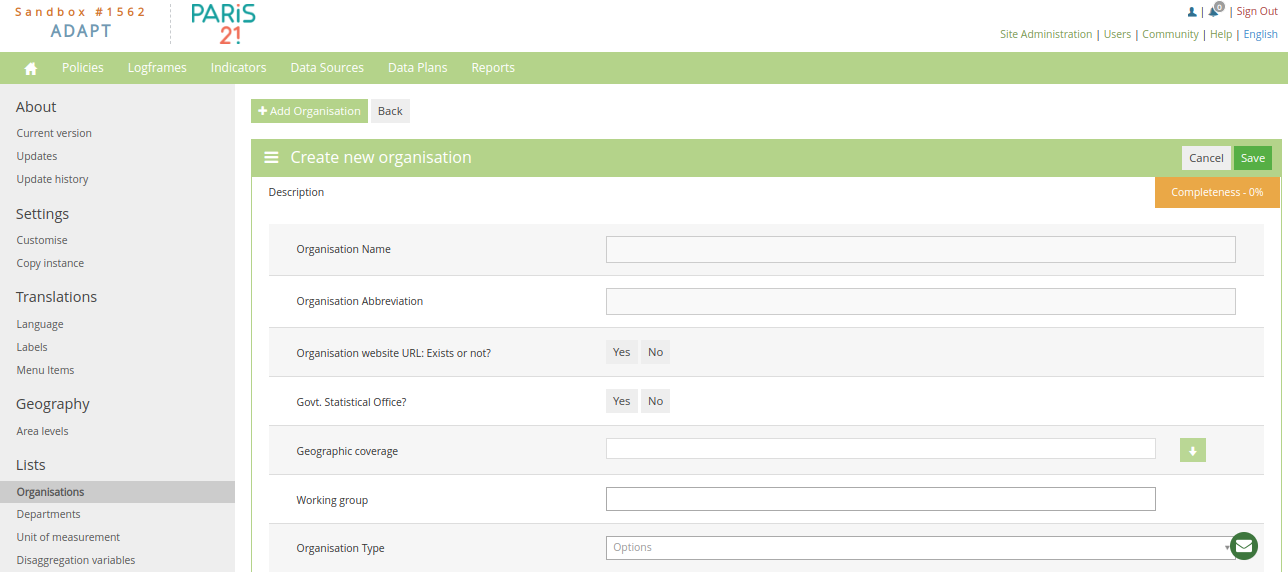 Sandbox #1562
ADAPT
PARIS
21
0
| | Sign Out
Site Administration | Users | Community | Help | English
Policies Logframes Indicators Data Sources Data Plans Reports
About
Current version
Updates
Update history
Settings
Customise
Copy instance
Translations
Language
Labels
Menu Items
Geography
Area levels
Lists
Organisations
Departments
Unit of measurement
Disaggregation variables
+ Add Organisation Back
Create new organisation Cancel Save
Description Completeness - 0%
Organisation Name
Organisation Abbreviation
Organisation website URL: Exists or not? Yes No
Govt. Statistical Office? Yes No
Geographic coverage
Working group
Organisation Type Options